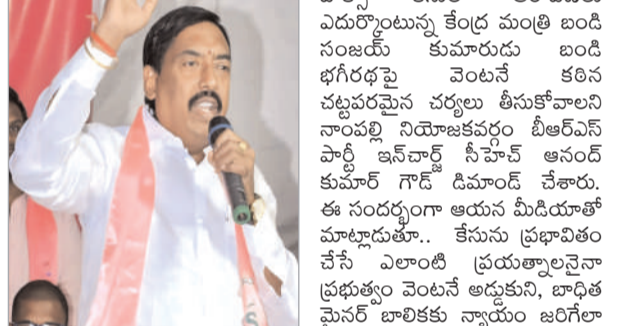 ఎదుర్కొంటున్న కేంద్ర మంత్రి బండి
సంజయ్ కుమారుడు బండి
భగీరథపై వెంటనే కఠిన
చట్టపరమైన చర్యలు తీసుకోవాలని
నాంపల్లి నియోజకవర్గం బీఆర్ఎస్
పార్టీ ఇన్‌చార్జ్ సీహెచ్ ఆనంద్
కుమార్ గౌడ్ డిమాండ్ చేశారు.
ఈ సందర్భంగా ఆయన మీడియాతో
మాట్లాడుతూ.. కేసును ప్రభావితం
చేసే ఎలాంటి ప్రయత్నాలనైనా
ప్రభుత్వం వెంటనే అడ్డుకుని, బాధిత
మైనర్ బాలికకు న్యాయం జరిగేలా